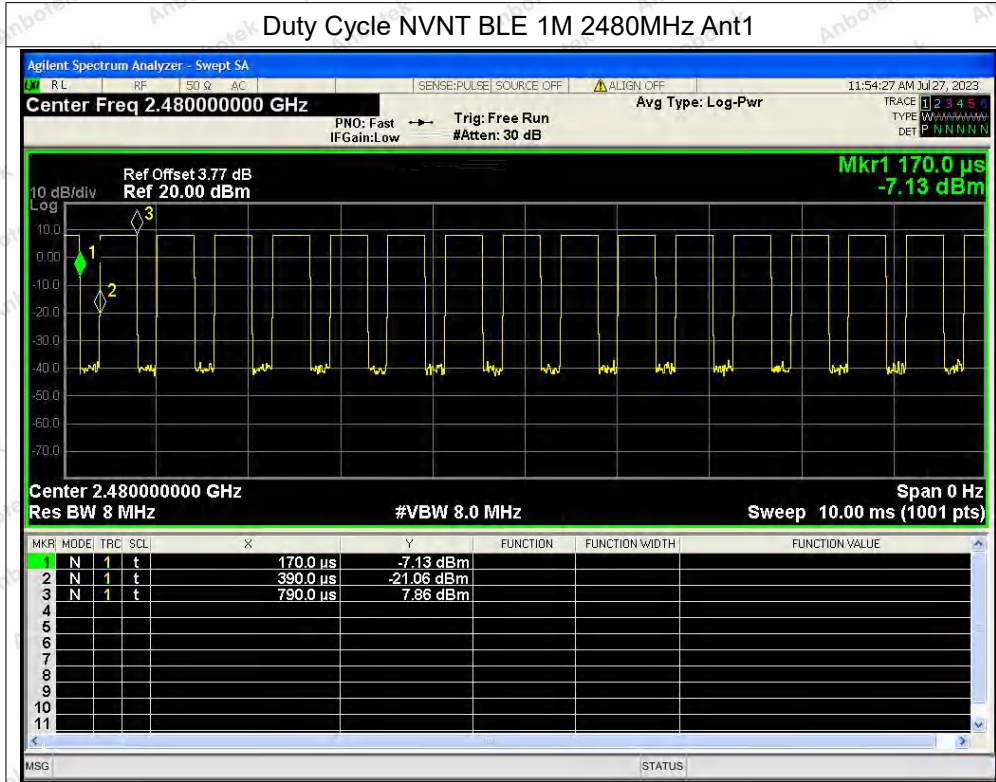 Duty Cycle NVNT BLE 1M 2480MHz Ant1
Agilent Spectrum Analyzer - Swept SA
LXI RL RF 50 Ω AC SENSE:PULSE SOURCE OFF ALIGN OFF 11:54:27 AM Jul 27, 2023
Center Freq 2.480000000 GHz
PNO: Fast
IFGain:Low
Trig: Free Run
#Atten: 30 dB
Avg Type: Log-Pwr
TRACE 1 2 3 4 5 6
TYPE WWWWWW
DET P N N N N N
Mkr1 170.0 µs
-7.13 dBm
Ref Offset 3.77 dB
10 dB/div Ref 20.00 dBm
Log
10.0
0.00
-10.0
-20.0
-30.0
-40.0
-50.0
-60.0
-70.0
1
2
3
Center 2.480000000 GHz Span 0 Hz
Res BW 8 MHz #VBW 8.0 MHz Sweep 10.00 ms (1001 pts)
MKR MODE TRC SCL X Y FUNCTION FUNCTION WIDTH FUNCTION VALUE
1 N 1 t 170.0 µs -7.13 dBm
2 N 1 t 390.0 µs -21.06 dBm
3 N 1 t 790.0 µs 7.86 dBm
4
5
6
7
8
9
10
11
MSG STATUS